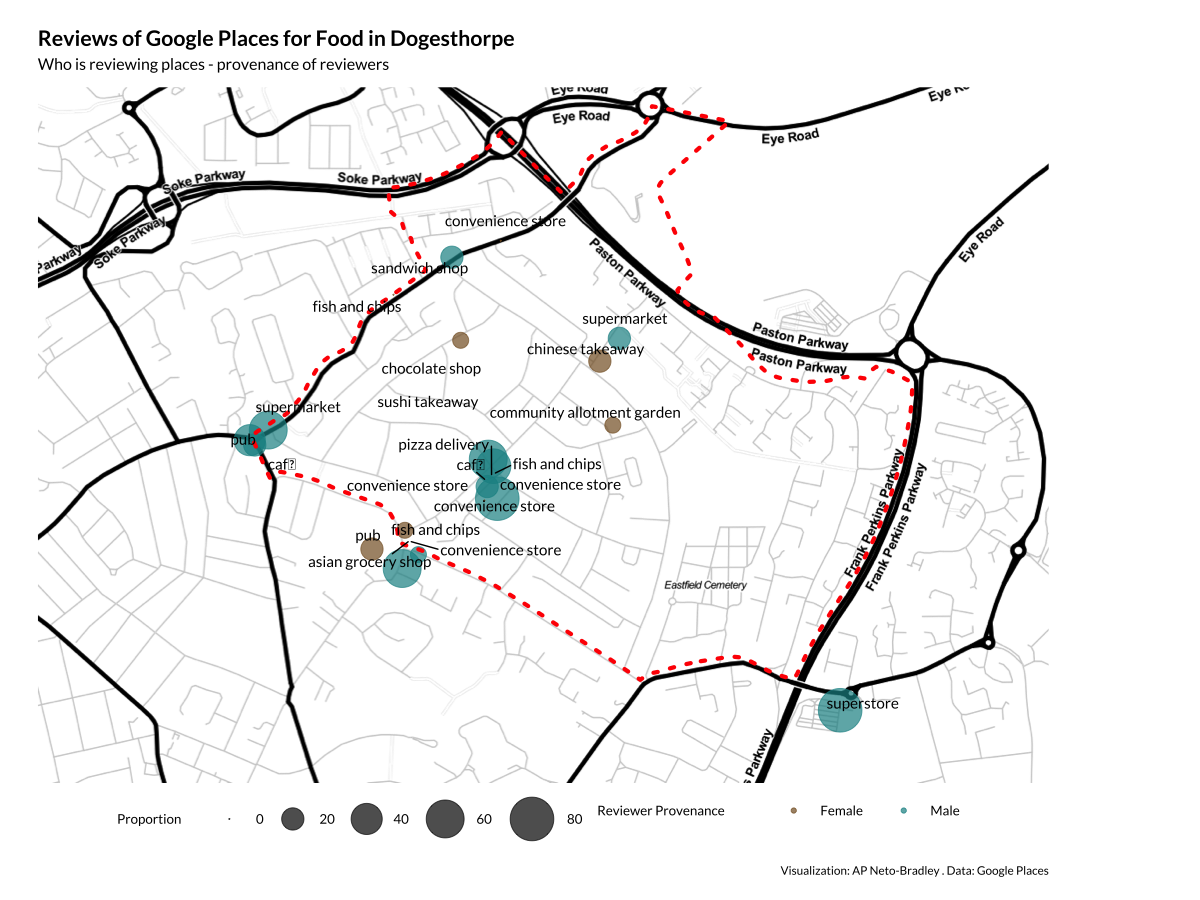 Reviews of Google Places for Food in Dogesthorpe
Who is reviewing places - provenance of reviewers
Eye Road
Eye Road
Eye Road
Soke Parkway
Soke Parkway
Soke Parkway
Parkway
convenience store
Eye Road
Paston Parkway
sandwich shop
fish and chips
supermarket
Paston Parkway
chinese takeaway
Paston Parkway
chocolate shop
sushi takeaway
supermarket
community allotment garden
pub
pizza delivery
caf
caf
fish and chips
convenience store
convenience store
convenience store
Frank Perkins Parkway
Frank Perkins Parkway
pub
fish and chips
convenience store
asian grocery shop
Eastfield Cemetery
superstore
s Parkway
Proportion 0 20 40 60 80 Reviewer Provenance Female Male
Visualization: AP Neto-Bradley . Data: Google Places